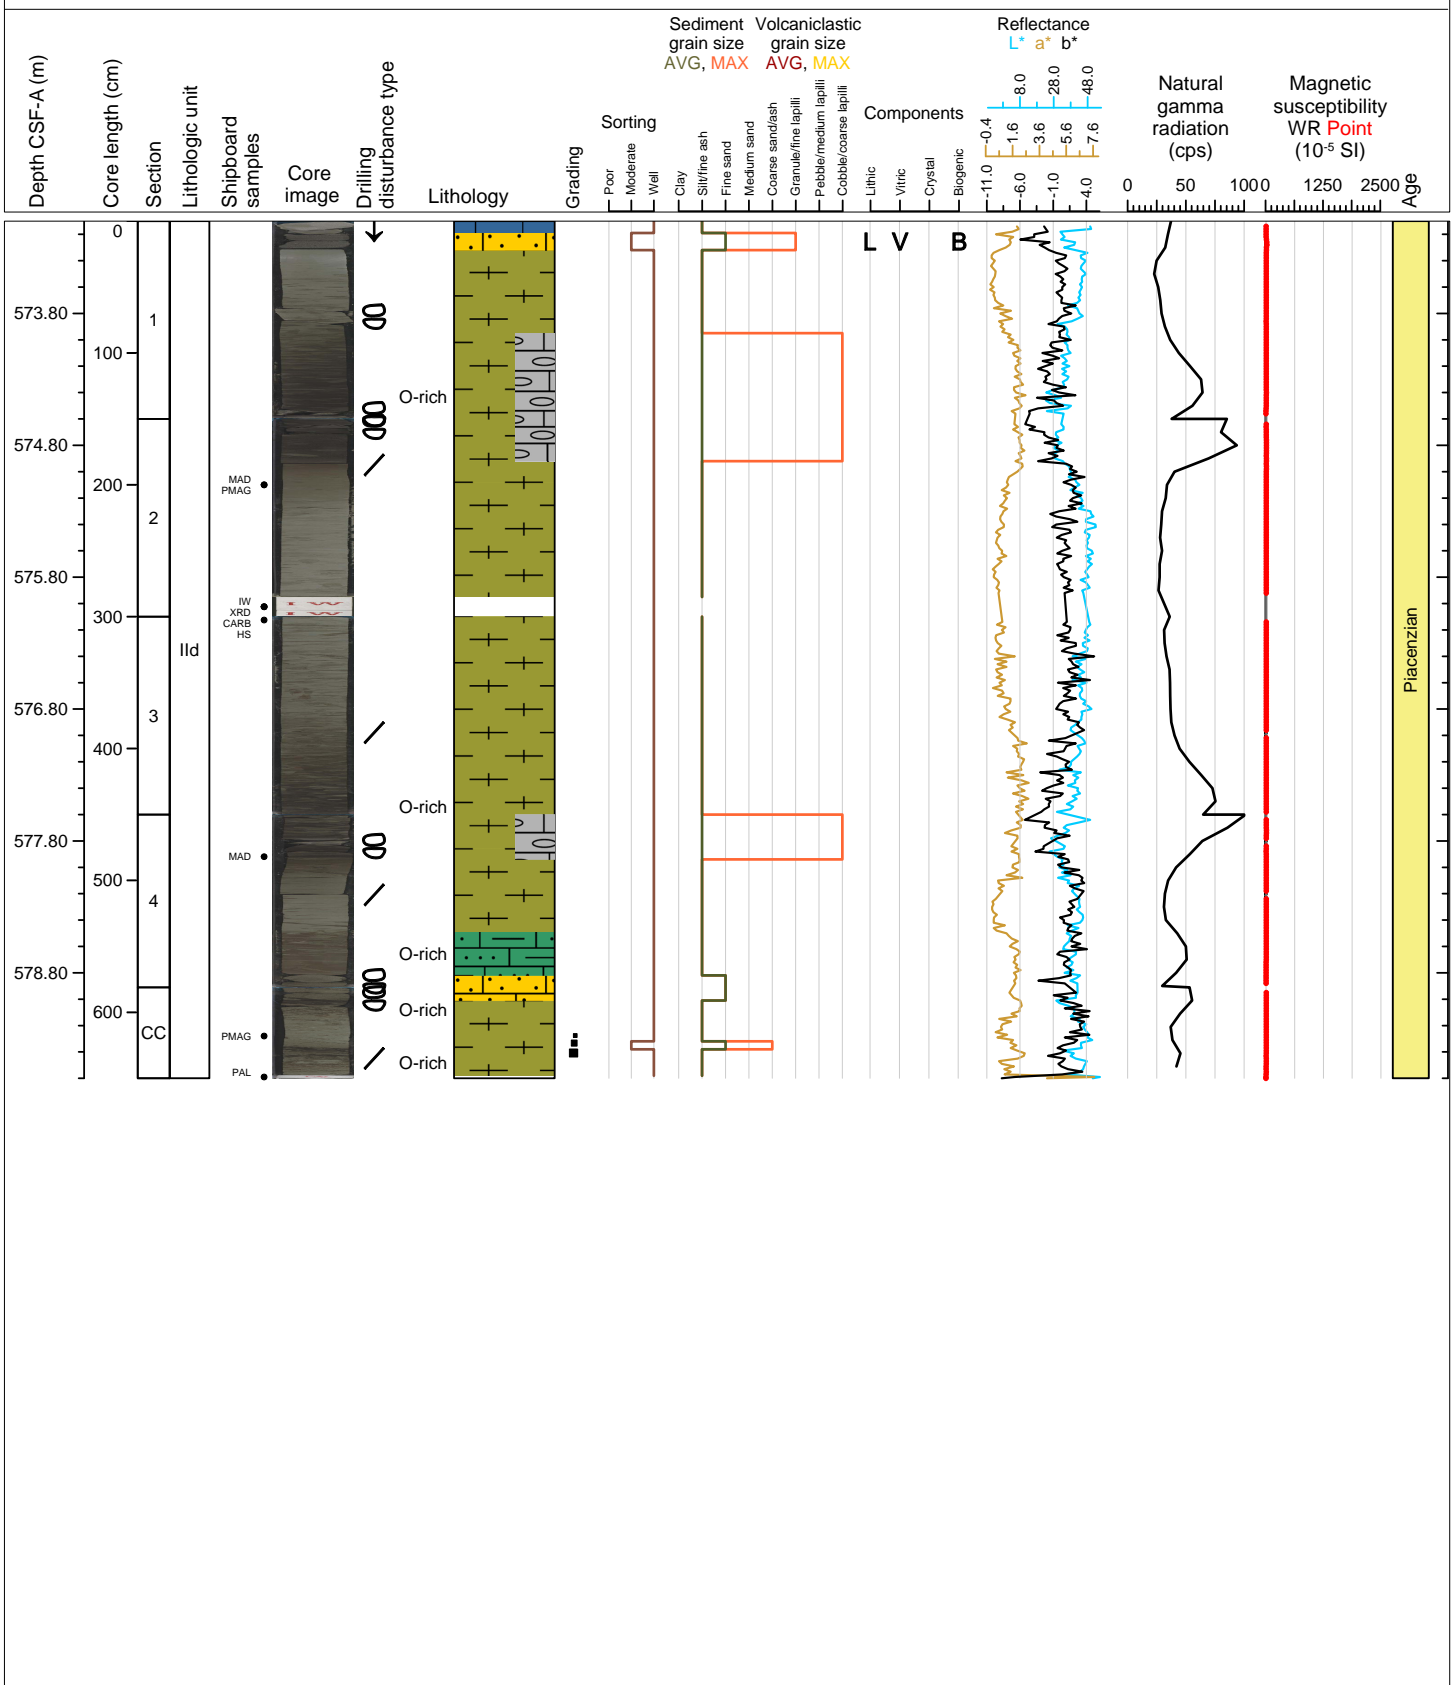 Depth CSF-A (m)
Core length (cm)
Section
Lithologic unit
Shipboard
samples
Core
image
Drilling
disturbance type
Lithology
Grading
Sorting
Poor
Moderate
Well
Sediment
grain size
AVG, MAX
Volcaniclastic
grain size
AVG, MAX
Clay
Silt/fine ash
Fine sand
Medium sand
Coarse sand/ash
Granule/fine lapilli
Pebble/medium lapilli
Cobble/coarse lapilli
Components
Lithic
Vitric
Crystal
Biogenic
Reflectance
L* a* b*
8.0 28.0 48.0
-0.4 1.6 3.6 5.6 7.6
-11.0 -6.0 -1.0 4.0
Natural
gamma
radiation
(cps)
0 50 100
Magnetic
susceptibility
WR Point
(10-5 SI)
0 1250 2500
Age
0
L V B
573.80
1
100
O-rich
574.80
MAD
PMAG
200
2
575.80
IW
XRD
CARB
HS
300
IId
Piacenzian
576.80
3
400
O-rich
577.80
MAD
500
4
O-rich
578.80
600
O-rich
CC
PMAG
O-rich
PAL